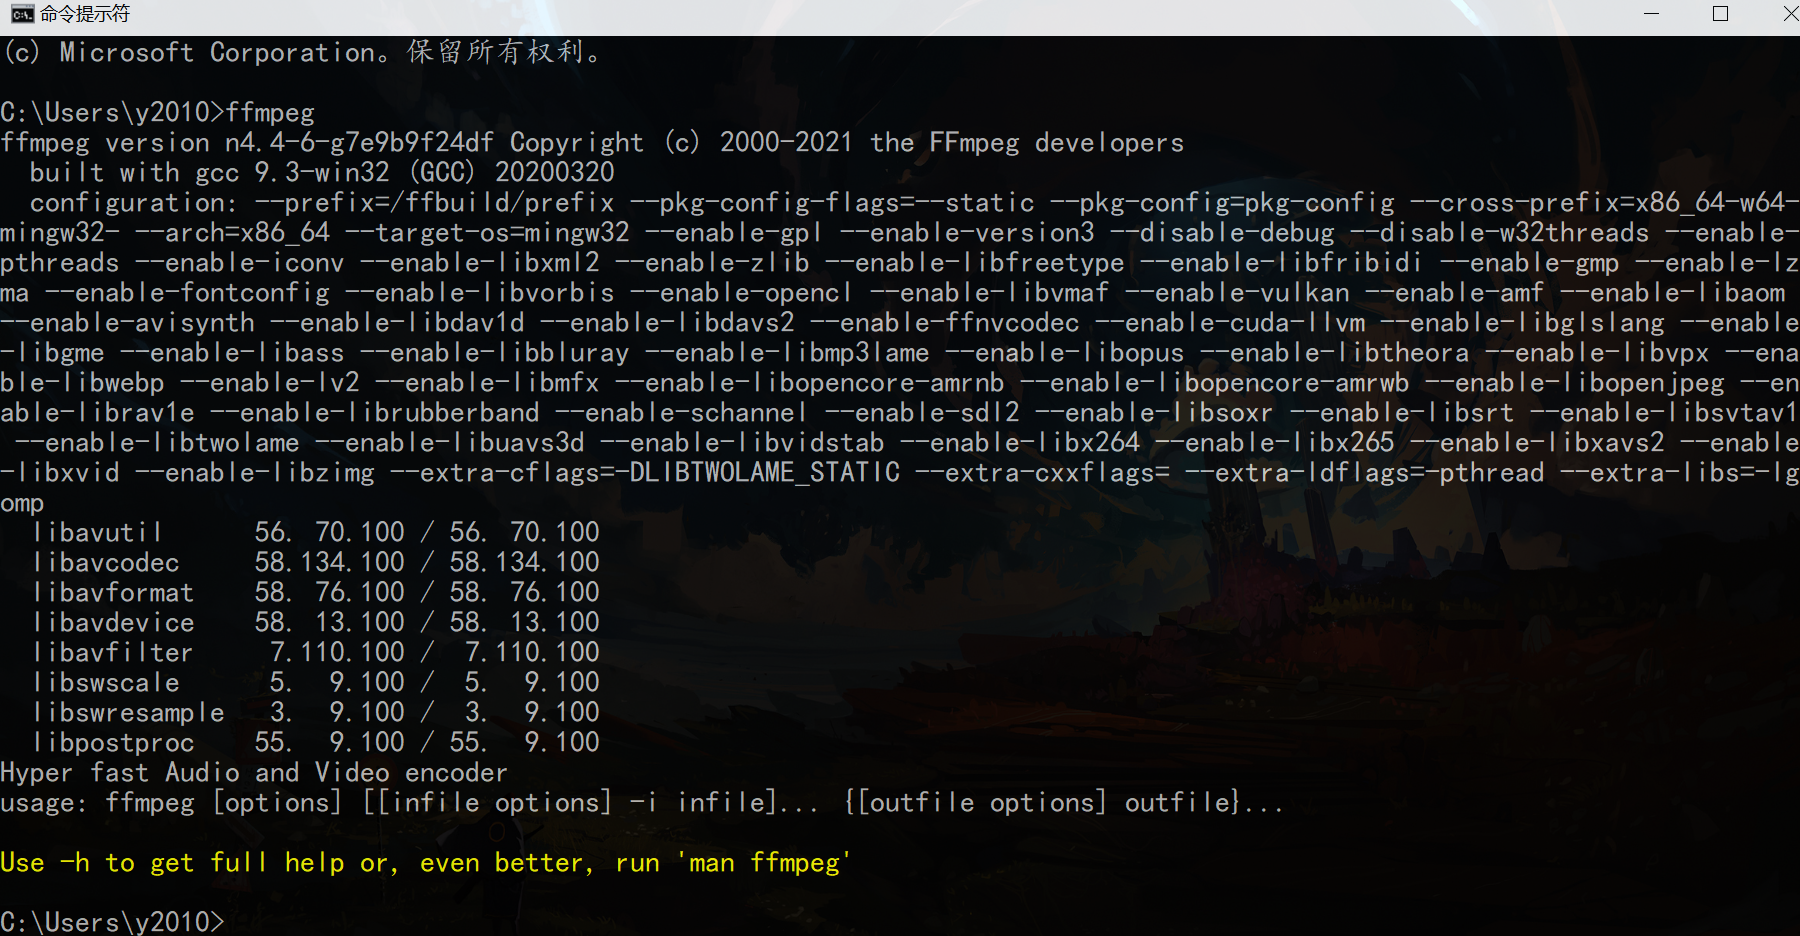 命令提示符
(c) Microsoft Corporation。保留所有权利。
C:\Users\y2010>ffmpeg
ffmpeg version n4.4-6-g7e9b9f24df Copyright (c) 2000-2021 the FFmpeg developers
  built with gcc 9.3-win32 (GCC) 20200320
  configuration: --prefix=/ffbuild/prefix --pkg-config-flags=--static --pkg-config=pkg-config --cross-prefix=x86_64-w64-
mingw32- --arch=x86_64 --target-os=mingw32 --enable-gpl --enable-version3 --disable-debug --disable-w32threads --enable-
pthreads --enable-iconv --enable-libxml2 --enable-zlib --enable-libfreetype --enable-libfribidi --enable-gmp --enable-lz
ma --enable-fontconfig --enable-libvorbis --enable-opencl --enable-libvmaf --enable-vulkan --enable-amf --enable-libaom
--enable-avisynth --enable-libdav1d --enable-libdavs2 --enable-ffnvcodec --enable-cuda-llvm --enable-libglslang --enable
-libgme --enable-libass --enable-libbluray --enable-libmp3lame --enable-libopus --enable-libtheora --enable-libvpx --ena
ble-libwebp --enable-lv2 --enable-libmfx --enable-libopencore-amrnb --enable-libopencore-amrwb --enable-libopenjpeg --en
able-librav1e --enable-librubberband --enable-schannel --enable-sdl2 --enable-libsoxr --enable-libsrt --enable-libsvtav1
 --enable-libtwolame --enable-libuavs3d --enable-libvidstab --enable-libx264 --enable-libx265 --enable-libxavs2 --enable
-libxvid --enable-libzimg --extra-cflags=-DLIBTWOLAME_STATIC --extra-cxxflags= --extra-ldflags=-pthread --extra-libs=-lg
omp
  libavutil      56. 70.100 / 56. 70.100
  libavcodec     58.134.100 / 58.134.100
  libavformat    58. 76.100 / 58. 76.100
  libavdevice    58. 13.100 / 58. 13.100
  libavfilter     7.110.100 /  7.110.100
  libswscale      5.  9.100 /  5.  9.100
  libswresample   3.  9.100 /  3.  9.100
  libpostproc    55.  9.100 / 55.  9.100
Hyper fast Audio and Video encoder
usage: ffmpeg [options] [[infile options] -i infile]... {[outfile options] outfile}...
Use -h to get full help or, even better, run 'man ffmpeg'
C:\Users\y2010>